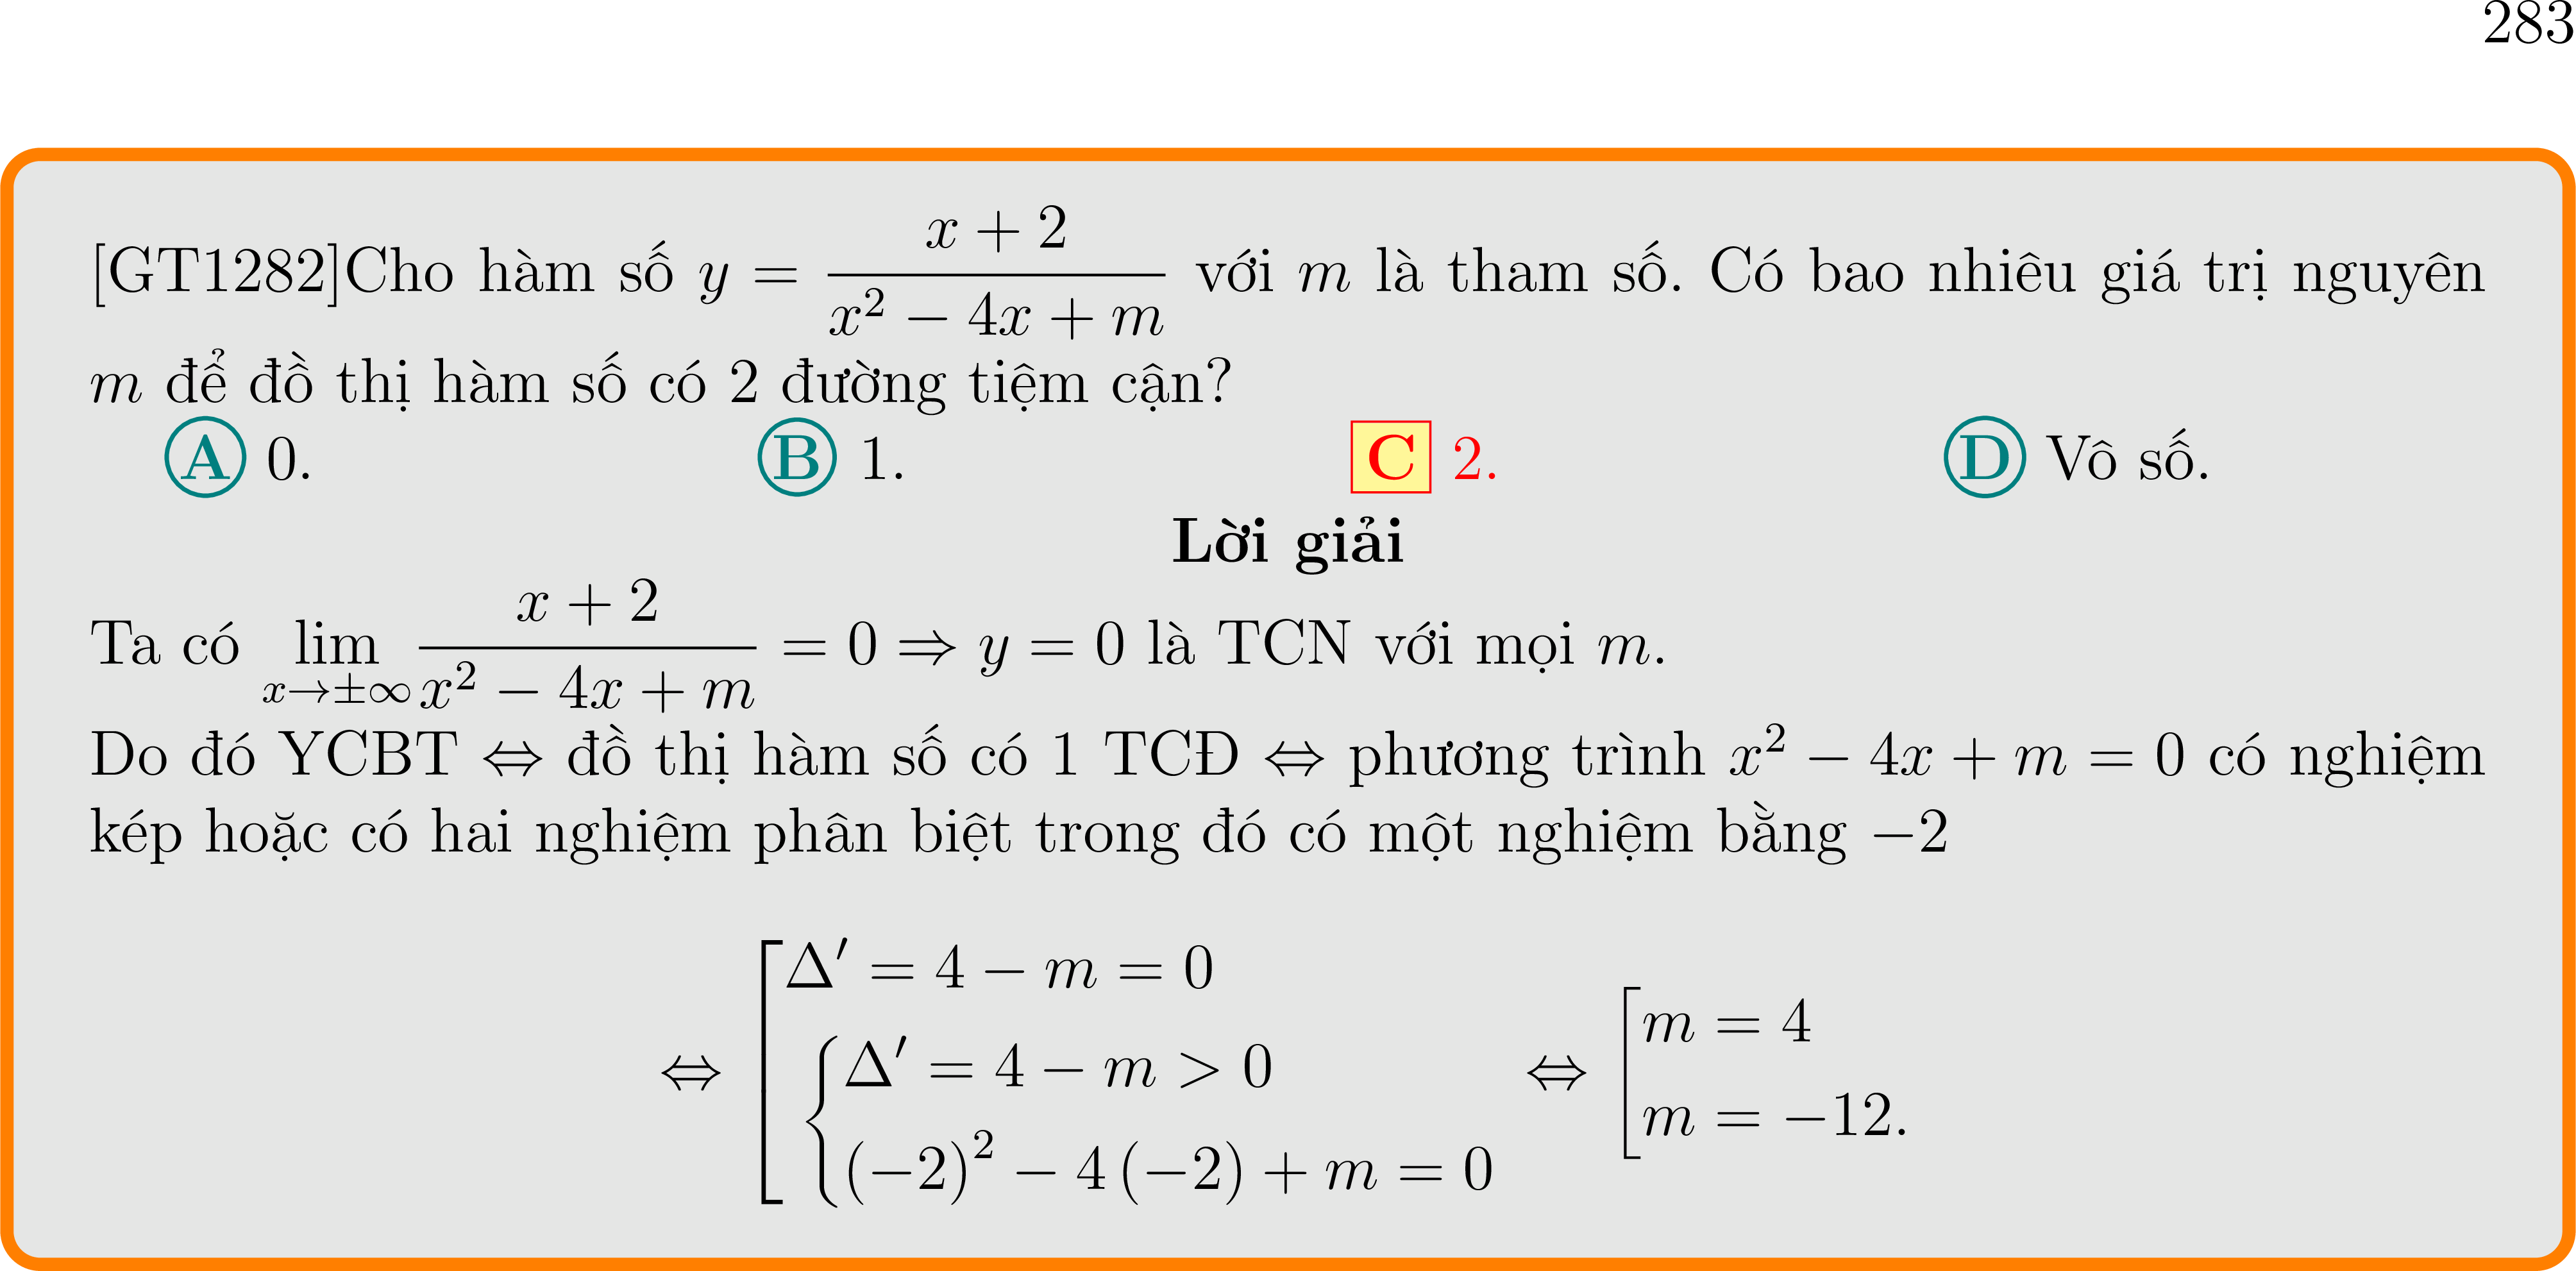 283
[GT1282]Cho hàm số $y = \dfrac{x+2}{x^2-4x+m}$ với $m$ là tham số. Có bao nhiêu giá trị nguyên
$m$ để đồ thị hàm số có 2 đường tiệm cận?
A 0. B 1. C 2. D Vô số.
Lời giải
Ta có $\lim\limits_{x\to\pm\infty} \dfrac{x+2}{x^2-4x+m} = 0 \Rightarrow y = 0$ là TCN với mọi $m$.
Do đó YCBT $\Leftrightarrow$ đồ thị hàm số có 1 TCĐ $\Leftrightarrow$ phương trình $x^2 - 4x + m = 0$ có nghiệm
kép hoặc có hai nghiệm phân biệt trong đó có một nghiệm bằng $-2$
$\Leftrightarrow \left[\begin{array}{l} \Delta' = 4 - m = 0 \\ \left\{\begin{array}{l} \Delta' = 4 - m > 0 \\ (-2)^2 - 4(-2) + m = 0 \end{array}\right. \end{array}\right. \Leftrightarrow \left[\begin{array}{l} m = 4 \\ m = -12. \end{array}\right.$